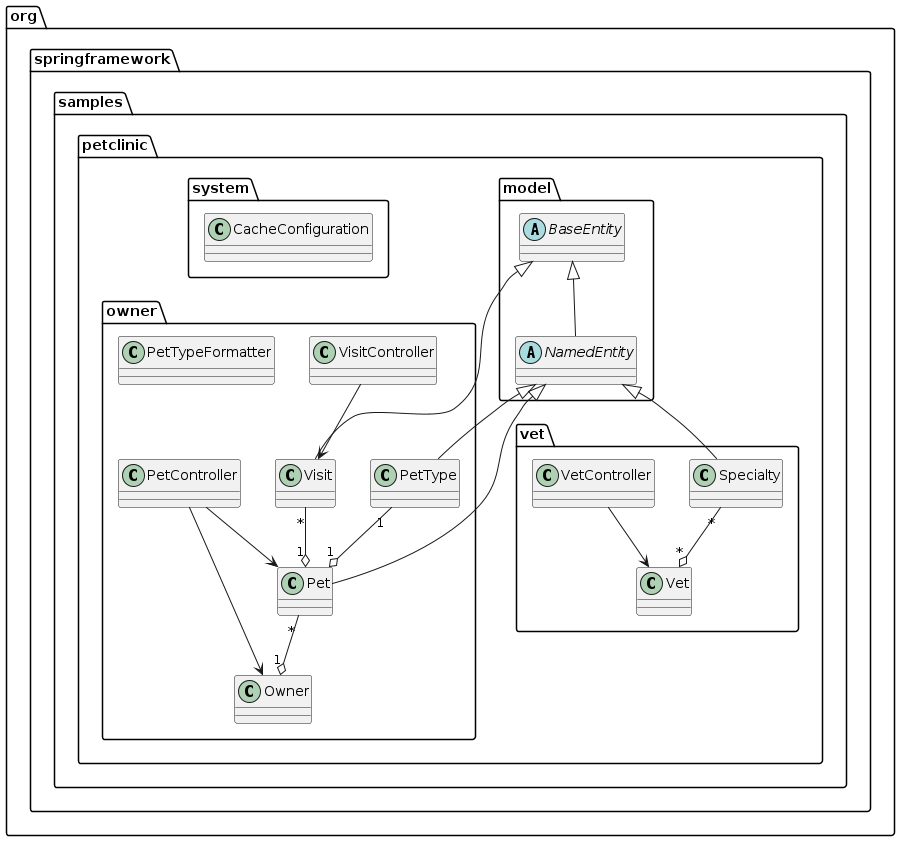 org
springframework
samples
petclinic
system
model
C CacheConfiguration
A BaseEntity
owner
C PetTypeFormatter
C VisitController
A NamedEntity
vet
C PetController
C Visit
C PetType
C VetController
C Specialty
* 1 *
1 1 *
C Pet
C Vet
*
1
C Owner